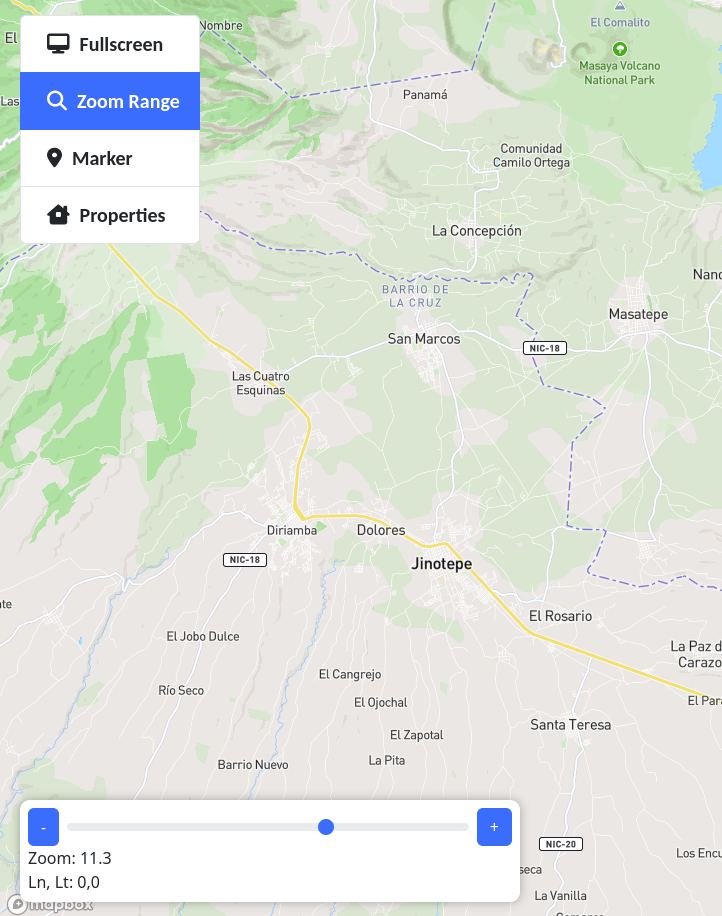 Fullscreen
Zoom Range
Marker
Properties
Nombre
El Comalito
El
Masaya Volcano
National Park
Las
Panamá
Comunidad
Camilo Ortega
La Concepción
BARRIO DE
LA CRUZ
Masatepe
San Marcos
NIC-18
Las Cuatro
Esquinas
Diriamba
Dolores
NIC-18
Jinotepe
El Rosario
El Jobo Dulce
La Paz d
Carazo
El Cangrejo
Río Seco
El Ojochal
El Para
Santa Teresa
El Zapotal
La Pita
Barrio Nuevo
-
+
NIC-20
Los Encu
Zoom: 11.3
Ln, Lt: 0,0
seca
La Vanilla
mapbox